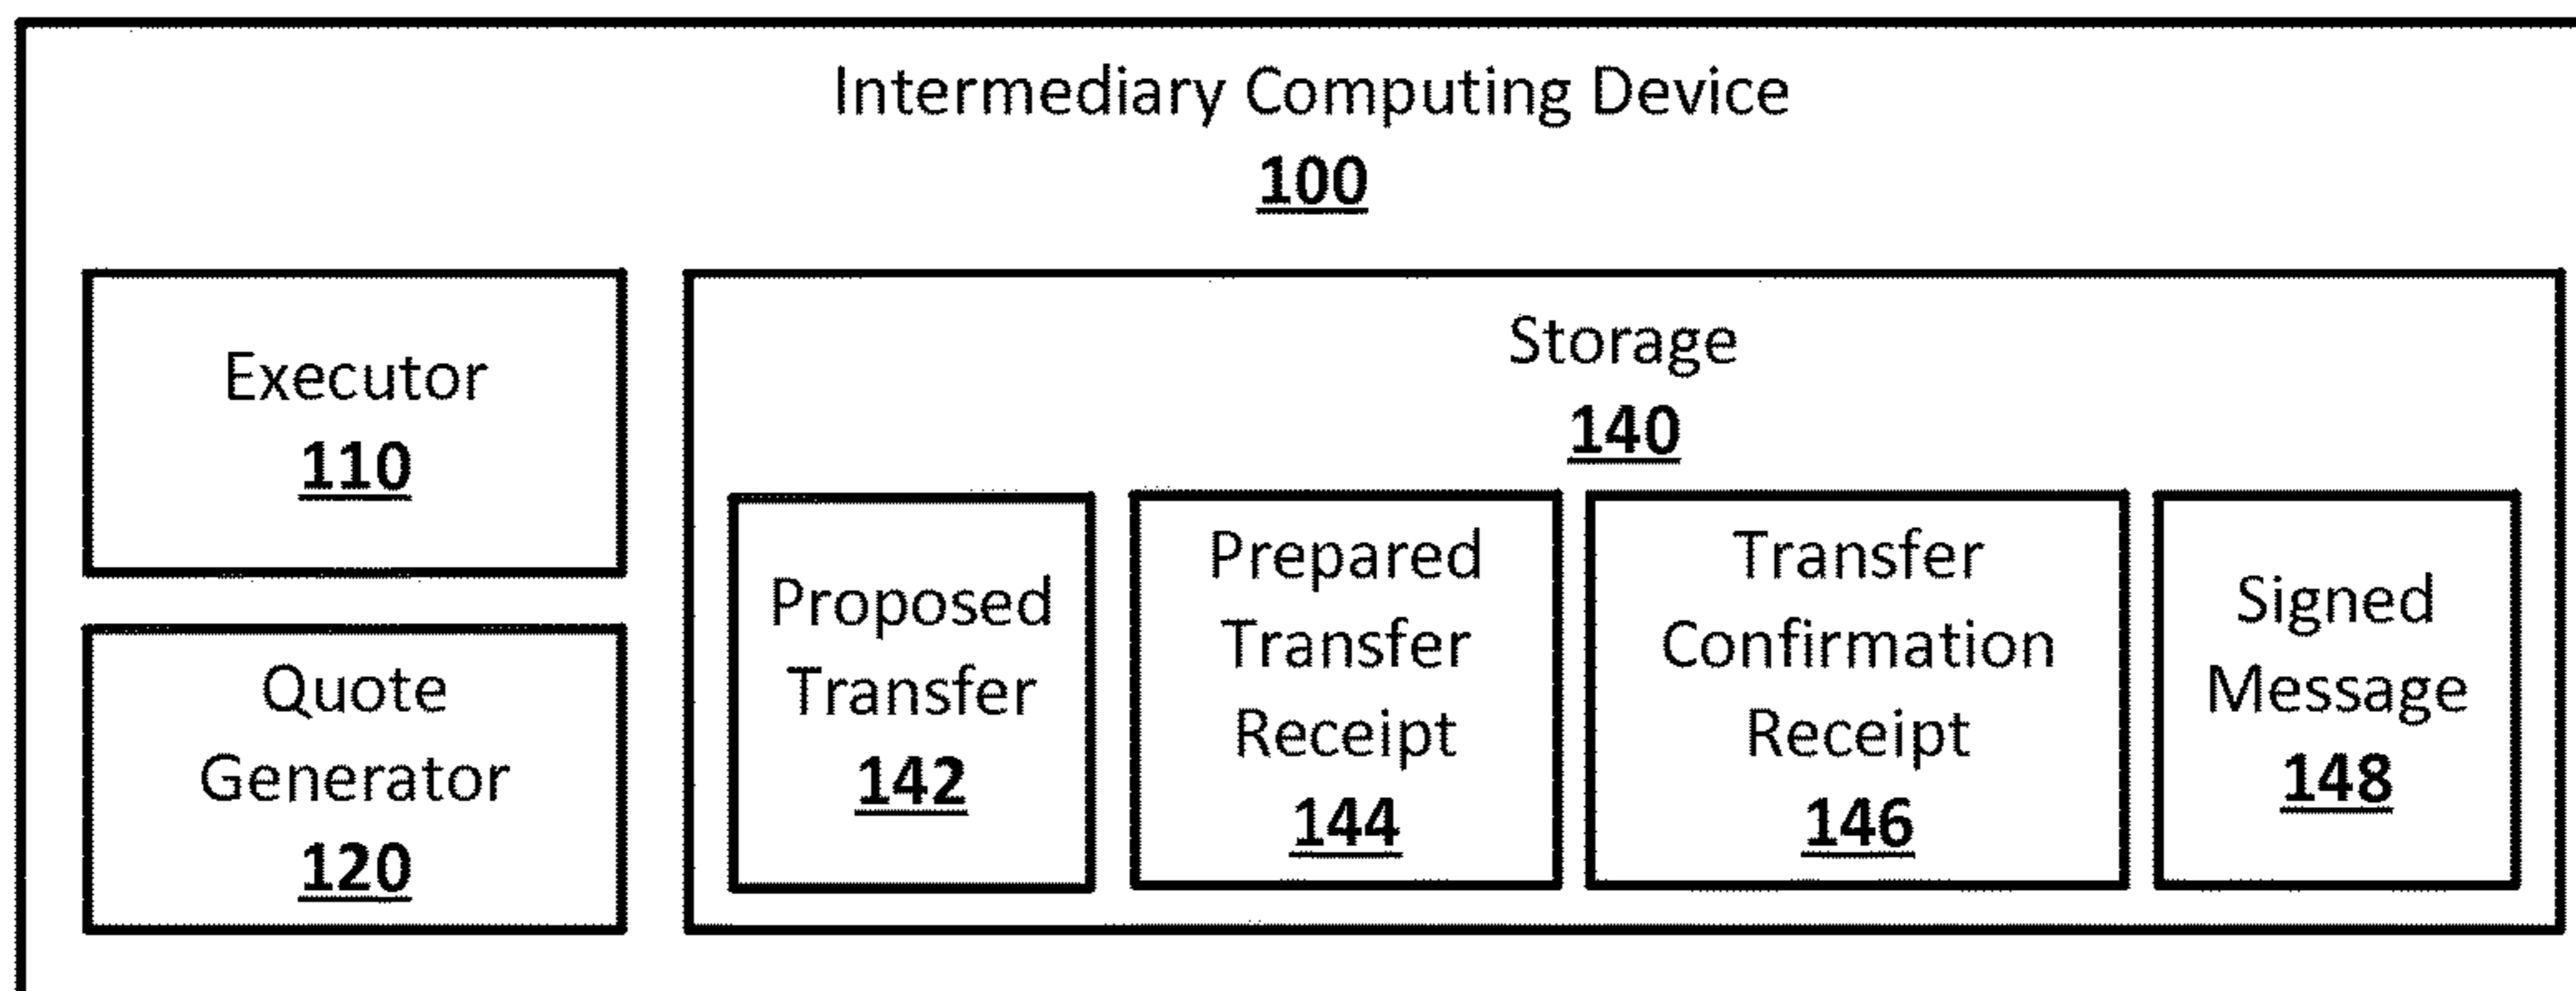 Intermediary Computing Device
100
Executor
110
Quote
Generator
120
Storage
140
Proposed
Transfer
142
Prepared
Transfer
Receipt
144
Transfer
Confirmation
Receipt
146
Signed
Message
148